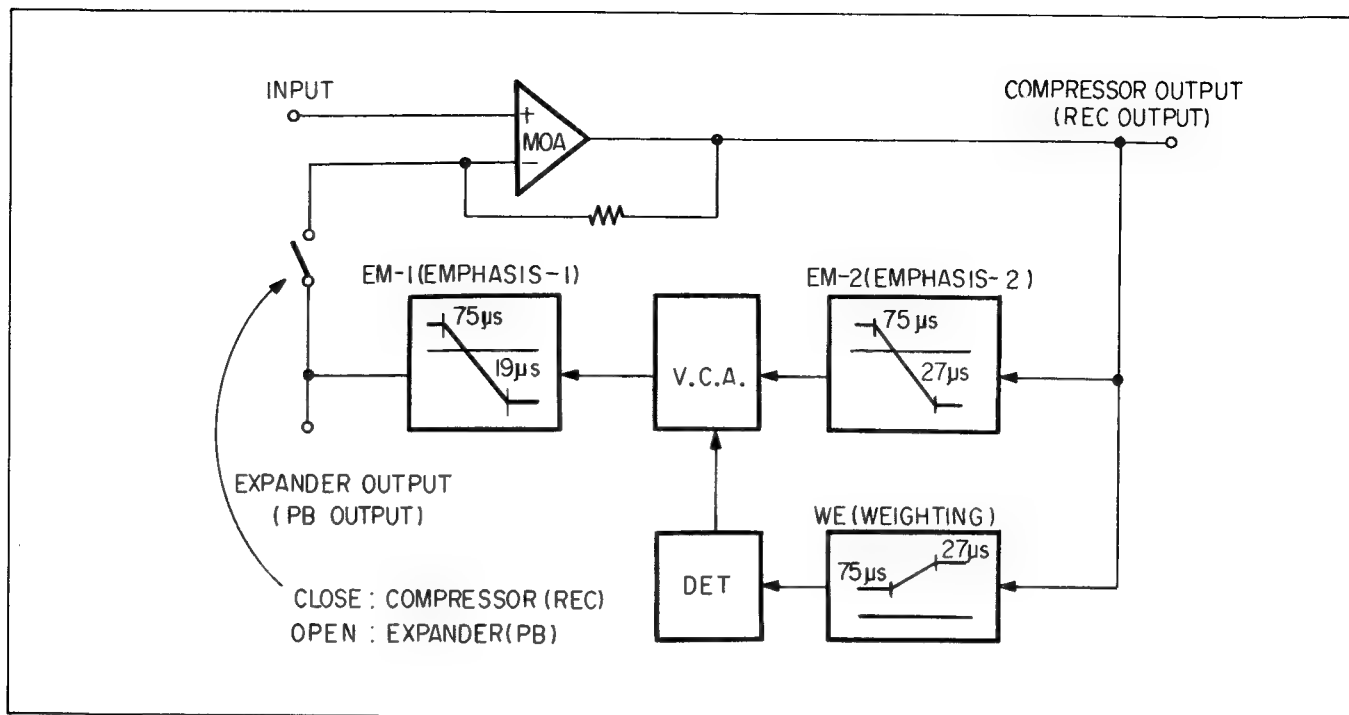 INPUT
COMPRESSOR OUTPUT
(REC OUTPUT)
+
MOA
−
EM-1(EMPHASIS-1)
75µs
19µs
V.C.A.
EM-2(EMPHASIS-2)
75µs
27µs
EXPANDER OUTPUT
(PB OUTPUT)
WE(WEIGHTING)
75µs
27µs
DET
CLOSE : COMPRESSOR(REC)
OPEN : EXPANDER(PB)